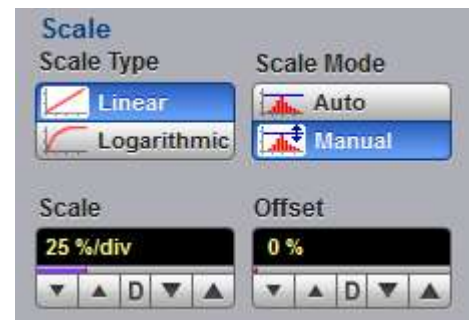 Scale
Scale Type
Scale Mode
Linear
Auto
Logarithmic
Manual
Scale
Offset
25 %/div
0 %
D
D